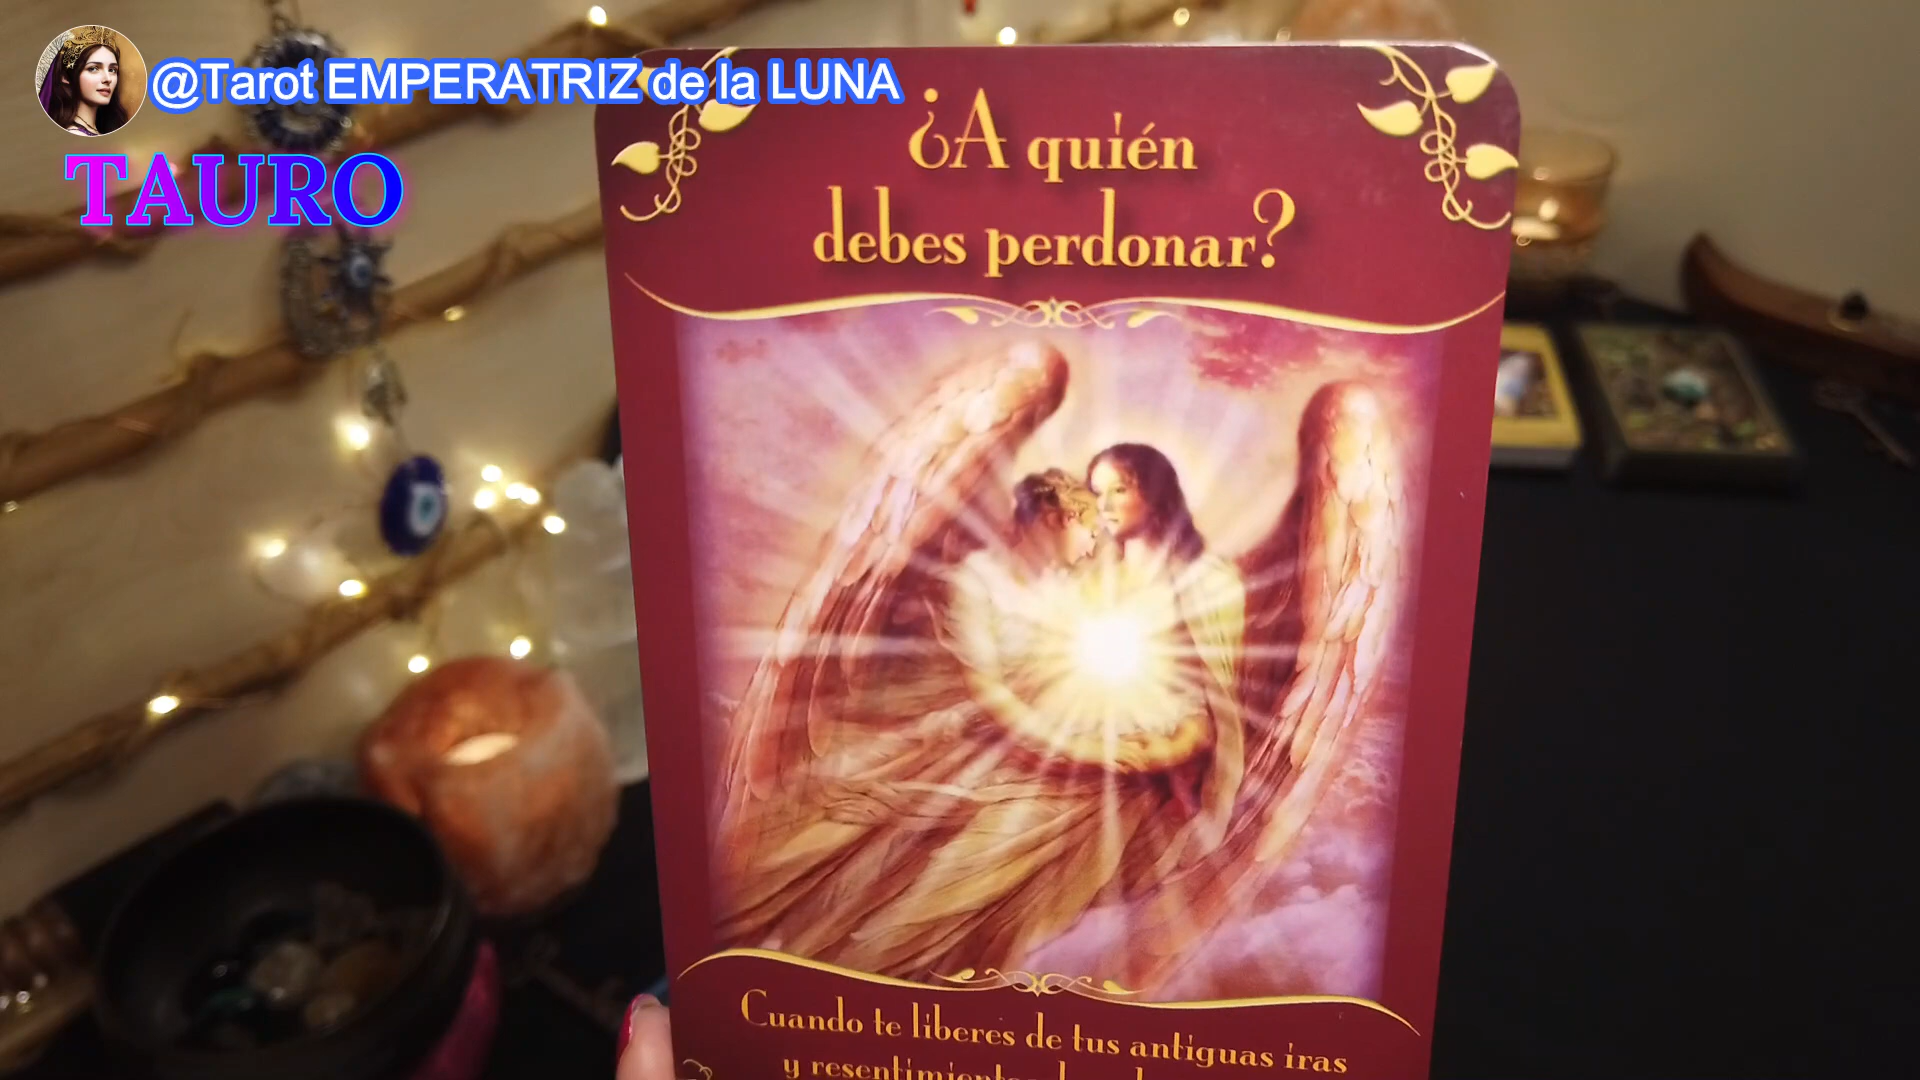 @Tarot EMPERATRIZ de la LUNA
TAURO
¿A quién
debes perdonar?
Cuando te liberes de tus antiguas iras
y